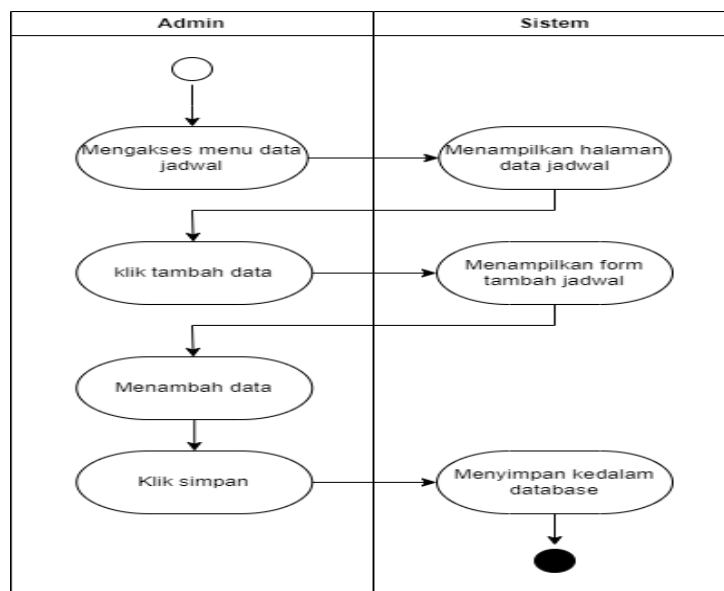 Admin
Sistem
Mengakses menu data
jadwal
Menampilkan halaman
data jadwal
klik tambah data
Menampilkan form
tambah jadwal
Menambah data
Klik simpan
Menyimpan kedalam
database